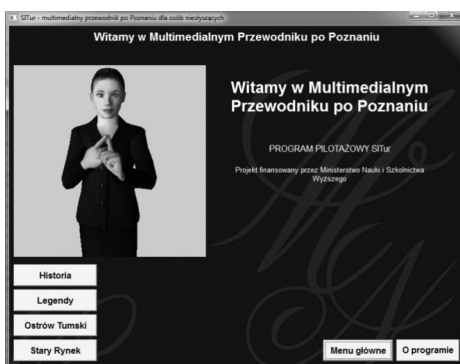 SITur - multimedialny przewodnik po Poznaniu dla osób niesłyszących
Witamy w Multimedialnym Przewodniku po Poznaniu
Witamy w Multimedialnym
Przewodniku po Poznaniu
PROGRAM PILOTAŻOWY SITur
Projekt finansowany przez Ministerstwo Nauki i Szkolnictwa
Wyższego
Historia
Legendy
Ostrów Tumski
Stary Rynek
Menu główne
O programie